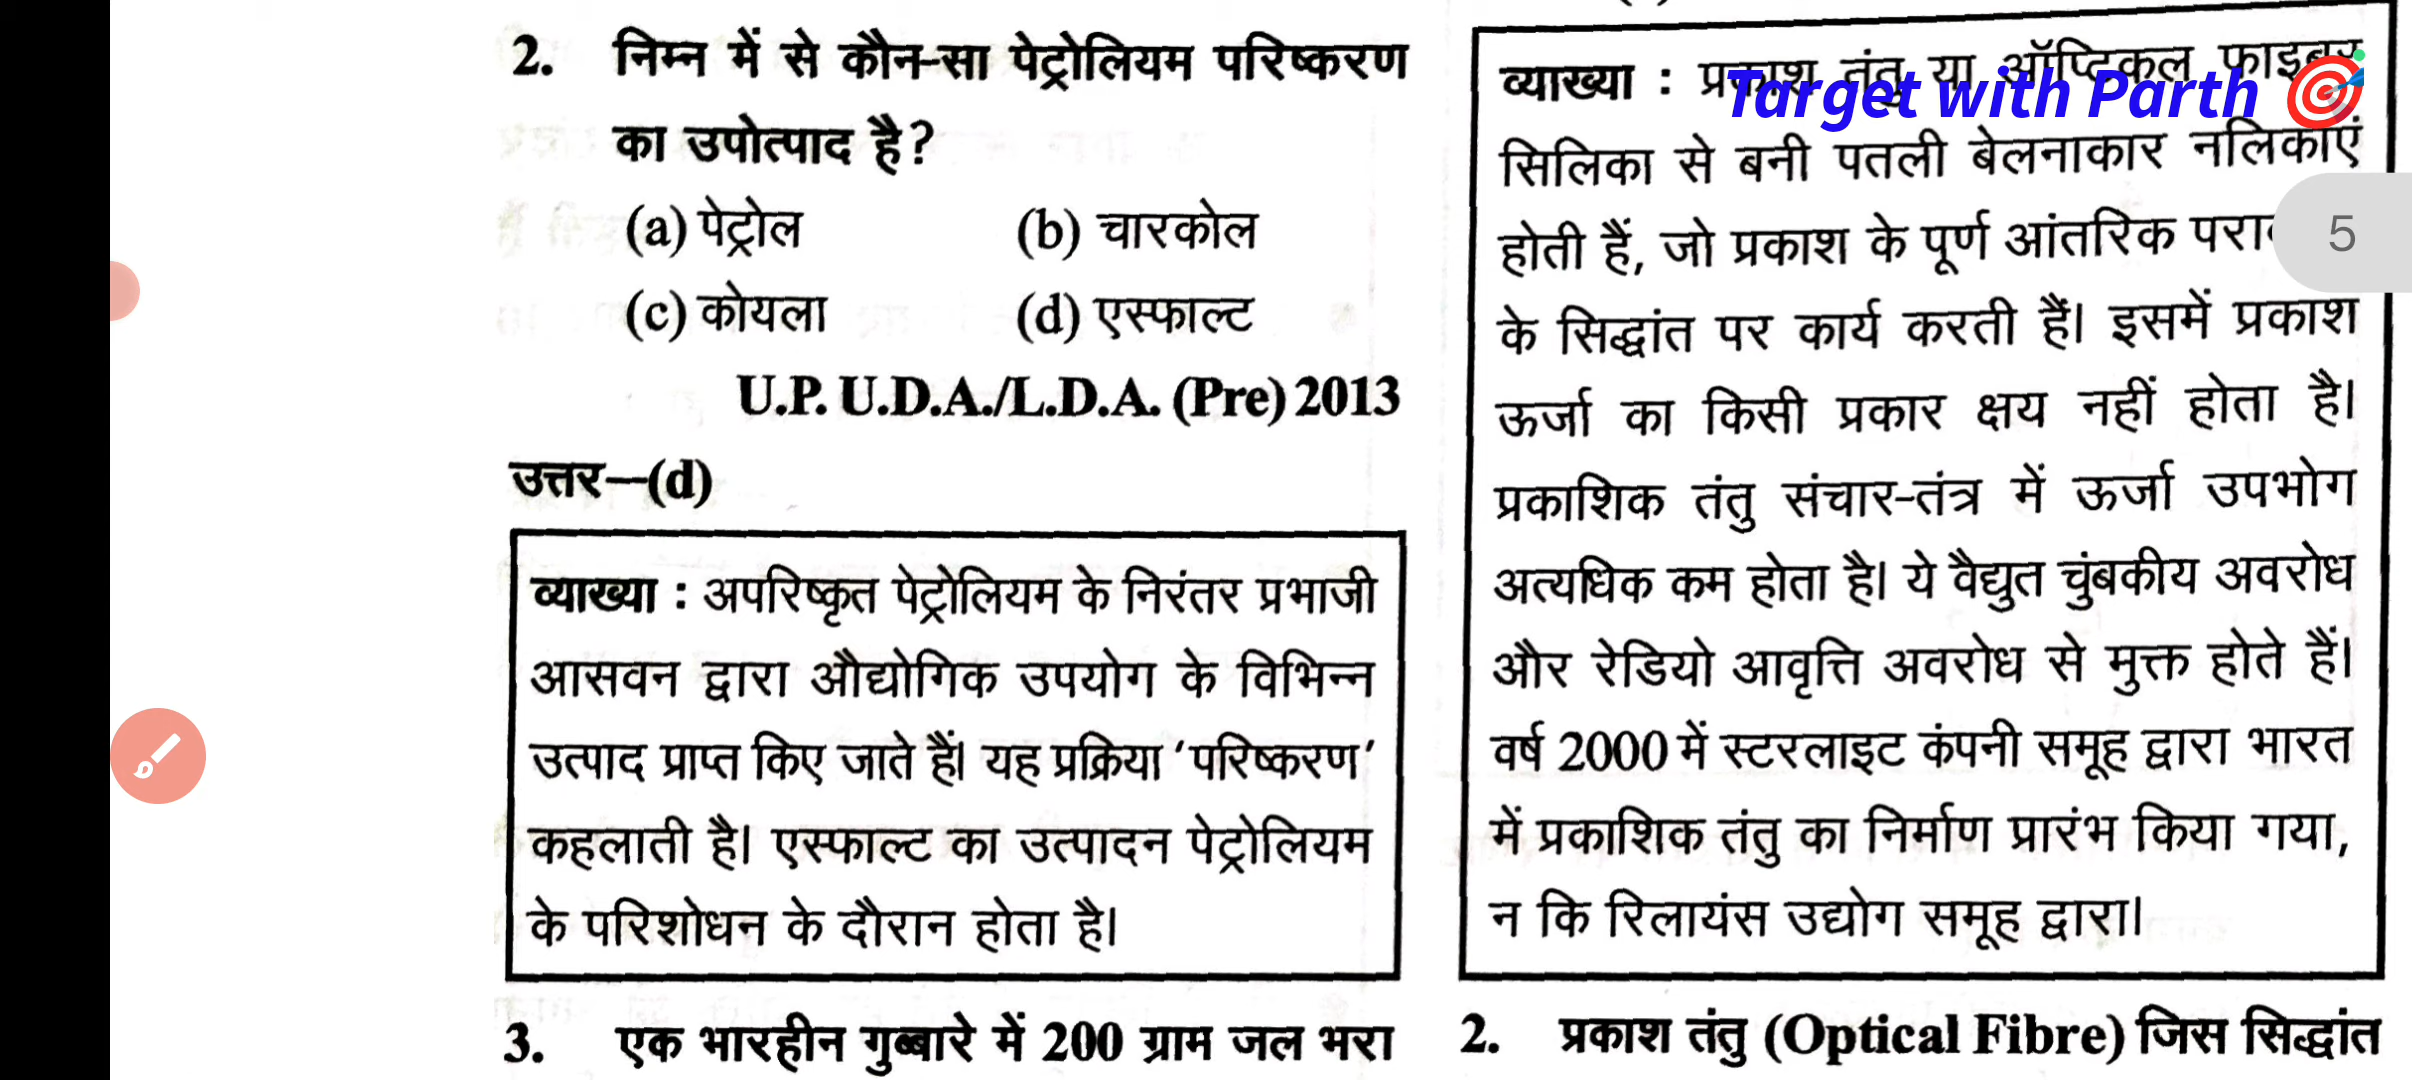 2. निम्न में से कौन-सा पेट्रोलियम परिष्करण
का उपोत्पाद है?
(a) पेट्रोल (b) चारकोल
(c) कोयला (d) एस्फाल्ट
U.P. U.D.A./L.D.A. (Pre) 2013
उत्तर—(d)
व्याख्या : अपरिष्कृत पेट्रोलियम के निरंतर प्रभाजी
आसवन द्वारा औद्योगिक उपयोग के विभिन्न
उत्पाद प्राप्त किए जाते हैं। यह प्रक्रिया 'परिष्करण'
कहलाती है। एस्फाल्ट का उत्पादन पेट्रोलियम
के परिशोधन के दौरान होता है।
3. एक भारहीन गुब्बारे में 200 ग्राम जल भरा
व्याख्या : प्रकाश तंतु या ऑप्टिकल फाइबर
Target with Parth
सिलिका से बनी पतली बेलनाकार नलिकाएं
होती हैं, जो प्रकाश के पूर्ण आंतरिक
5
के सिद्धांत पर कार्य करती हैं। इसमें प्रकाश
ऊर्जा का किसी प्रकार क्षय नहीं होता है।
प्रकाशिक तंतु संचार-तंत्र में ऊर्जा उपभोग
अत्यधिक कम होता है। ये वैद्युत चुंबकीय अवरोध
और रेडियो आवृत्ति अवरोध से मुक्त होते हैं।
वर्ष 2000 में स्टरलाइट कंपनी समूह द्वारा भारत
में प्रकाशिक तंतु का निर्माण प्रारंभ किया गया,
न कि रिलायंस उद्योग समूह द्वारा।
2. प्रकाश तंतु (Optical Fibre) जिस सिद्धांत